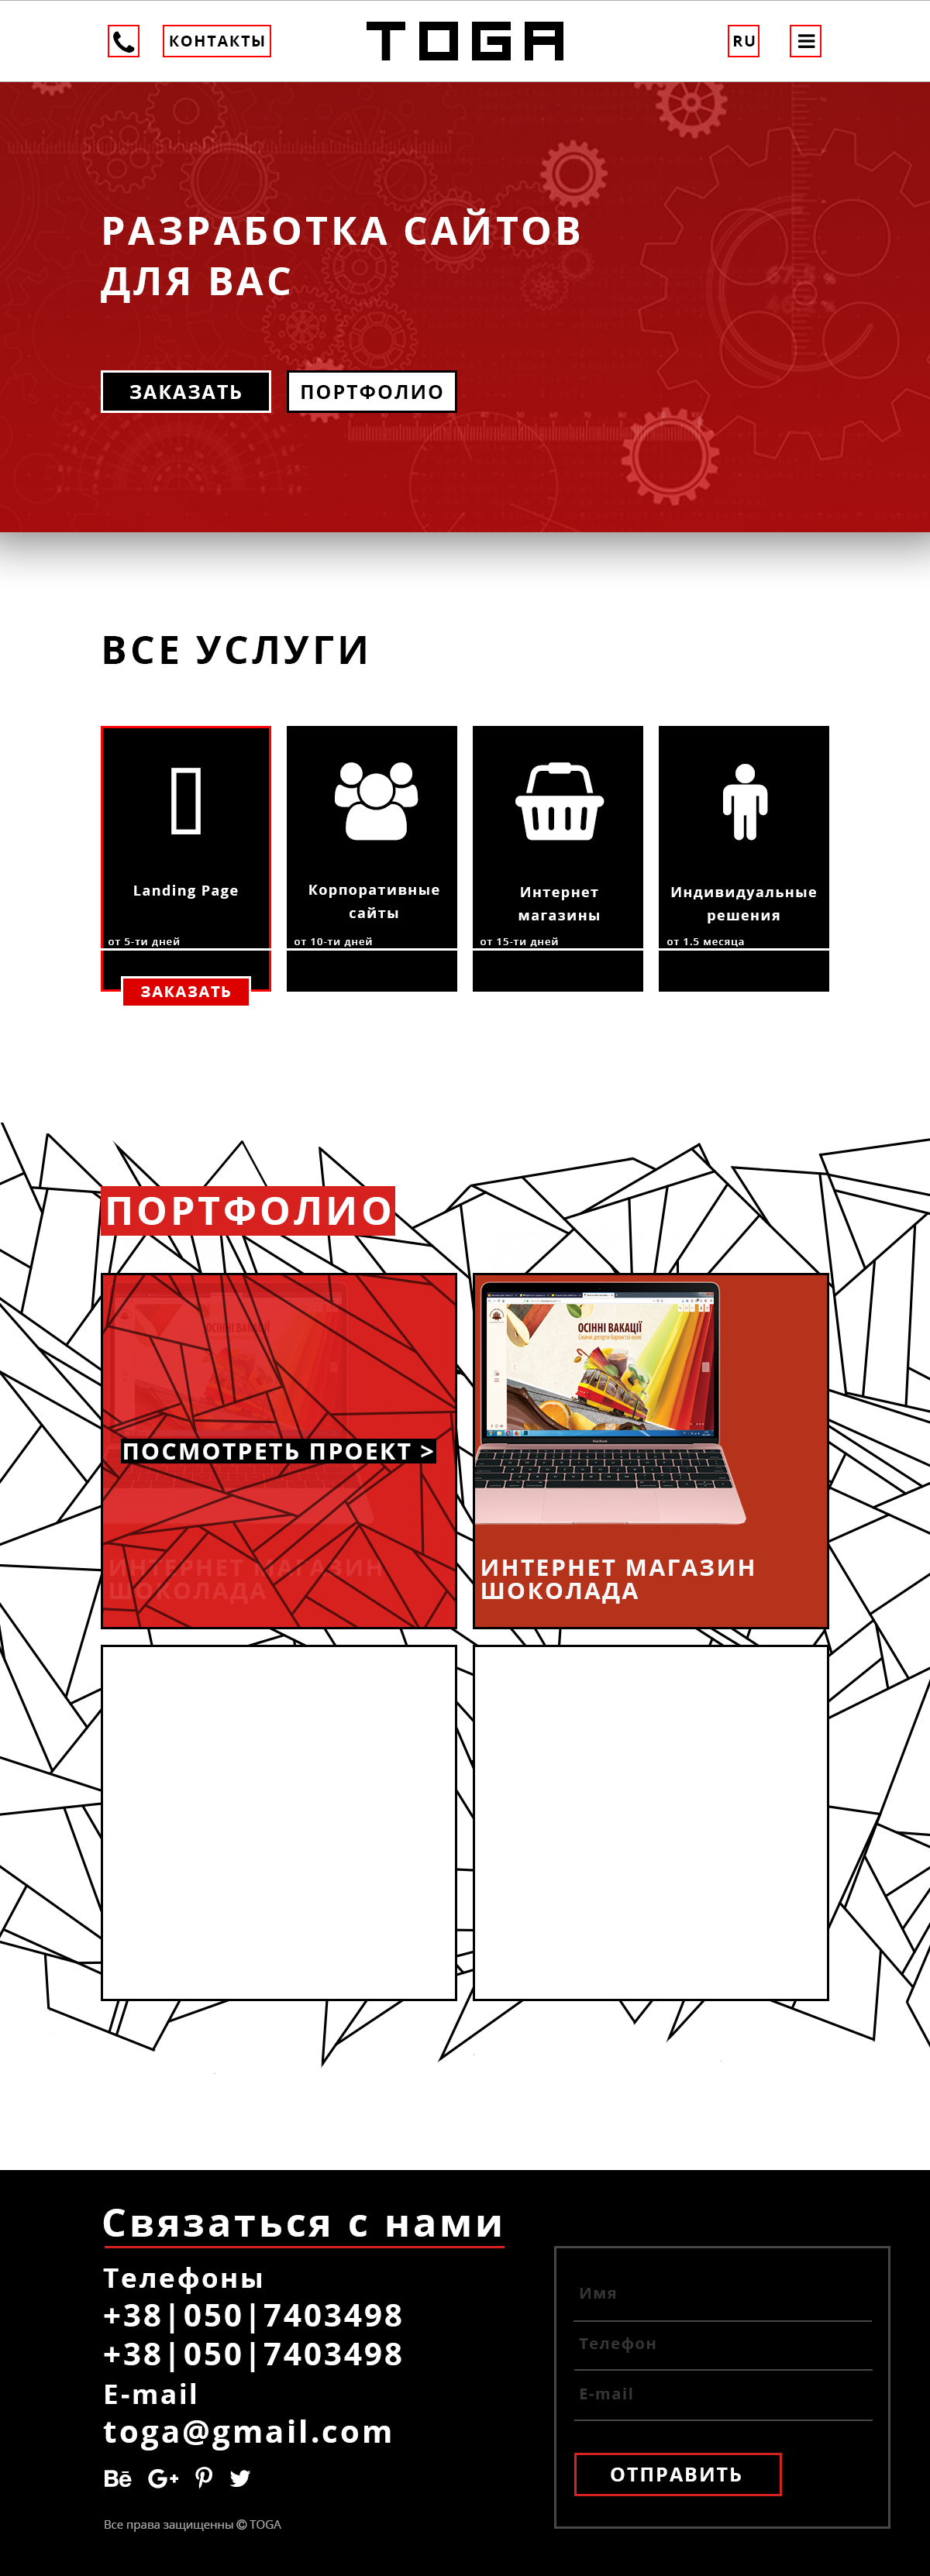 КОНТАКТЫ
TOGA
RU
РАЗРАБОТКА САЙТОВ
ДЛЯ ВАС
ЗАКАЗАТЬ
ПОРТФОЛИО
ВСЕ УСЛУГИ
Landing Page
от 5-ти дней
ЗАКАЗАТЬ
Корпоративные
сайты
от 10-ти дней
Интернет
магазины
от 15-ти дней
Индивидуальные
решения
от 1.5 месяца
ПОРТФОЛИО
ОСІННІ ВАКАЦІЇ
ПОСМОТРЕТЬ ПРОЕКТ >
ИНТЕРНЕТ МАГАЗИН
ШОКОЛАДА
ОСІННІ ВАКАЦІЇ
MacBook
ИНТЕРНЕТ МАГАЗИН
ШОКОЛАДА
Связаться с нами
Телефоны
+38|050|7403498
+38|050|7403498
E-mail
toga@gmail.com
Все права защищенны © TOGA
Имя
Телефон
E-mail
ОТПРАВИТЬ